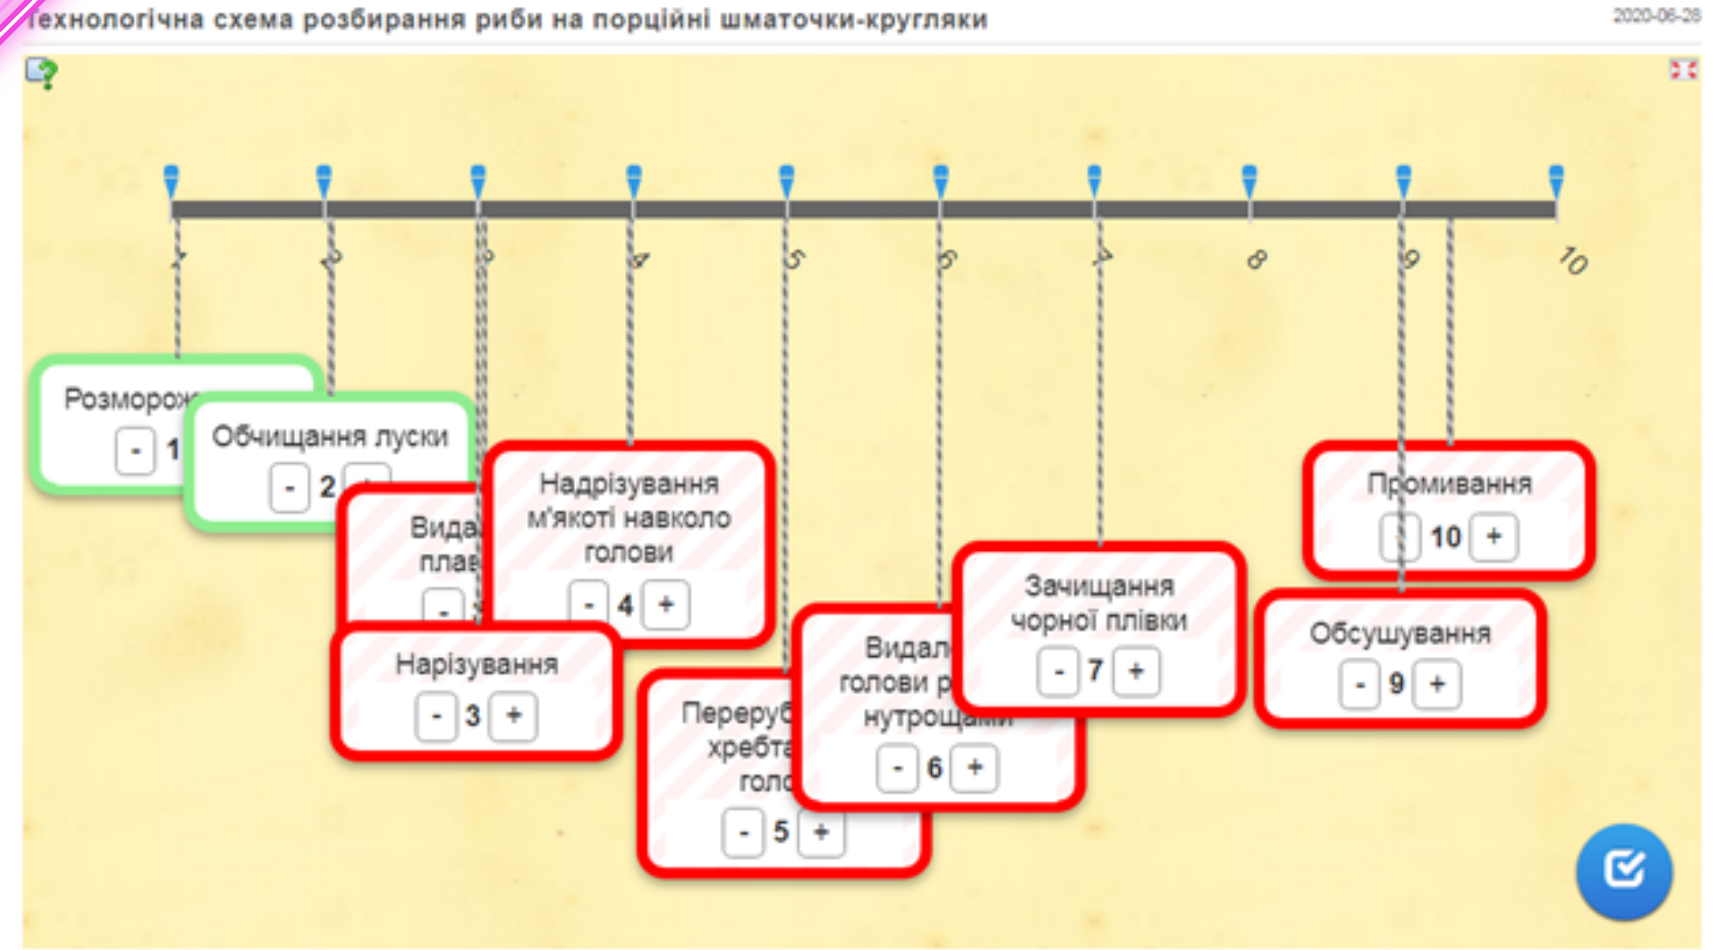 Технологічна схема розбирання риби на порційні шматочки-кругляки
2020-06-28
1
2
3
4
5
6
7
8
9
10
- 1
Обчищання луски
- 2
Надрізування
м'якоті навколо
голови
- 4 +
Нарізування
- 3 +
- 5 +
голови
нутрощами
- 6 +
Зачищання
чорної плівки
- 7 +
Промивання
10 +
Обсушування
- 9 +